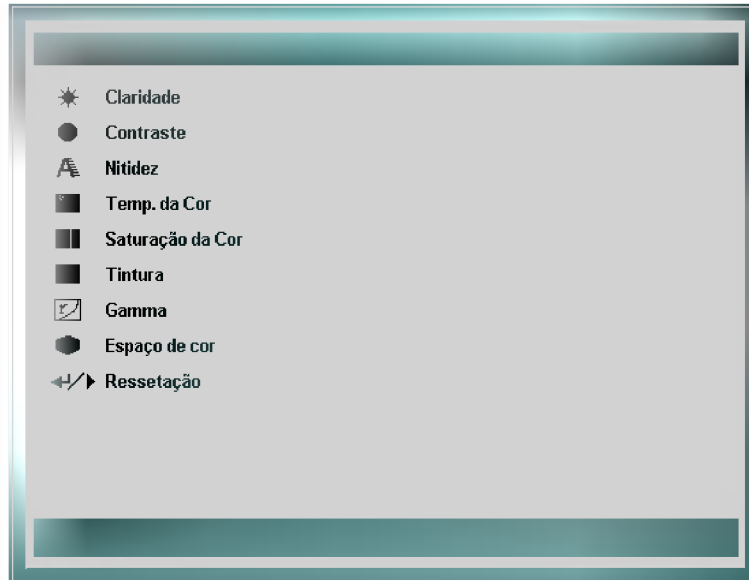 Claridade
Contraste
Nitidez
Temp. da Cor
Saturação da Cor
Tintura
Gamma
Espaço de cor
Ressetação